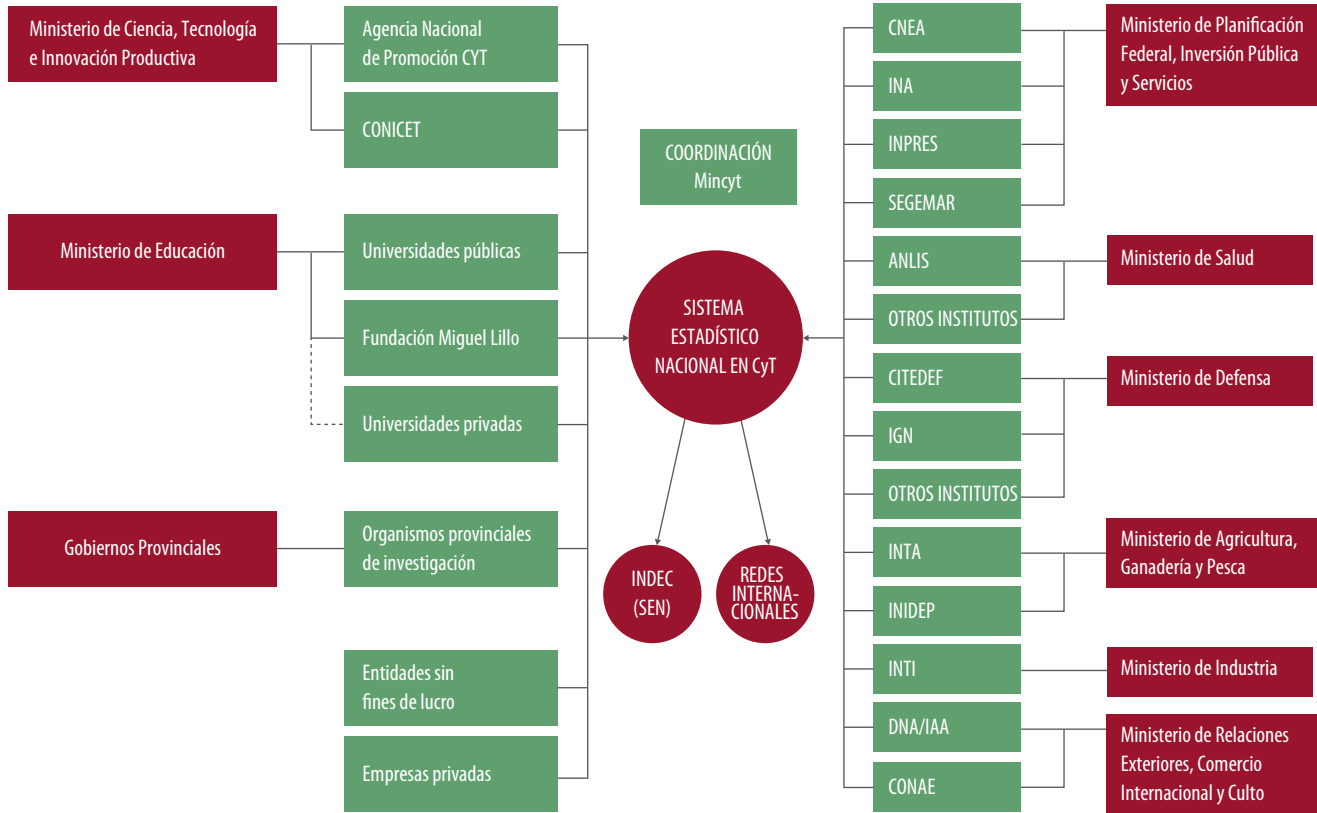 Ministerio de Ciencia, Tecnología
e Innovación Productiva
Agencia Nacional
de Promoción CYT
CONICET
Ministerio de Educación
Universidades públicas
Fundación Miguel Lillo
Universidades privadas
Gobiernos Provinciales
Organismos provinciales
de investigación
Entidades sin
fines de lucro
Empresas privadas
COORDINACIÓN
Mincyt
SISTEMA
ESTADÍSTICO
NACIONAL EN CyT
INDEC
(SEN)
REDES
INTERNA-
CIONALES
CNEA
INA
INPRES
SEGEMAR
ANLIS
OTROS INSTITUTOS
CITEDEF
IGN
OTROS INSTITUTOS
INTA
INIDEP
INTI
DNA/IAA
CONAE
Ministerio de Planificación
Federal, Inversión Pública
y Servicios
Ministerio de Salud
Ministerio de Defensa
Ministerio de Agricultura,
Ganadería y Pesca
Ministerio de Industria
Ministerio de Relaciones
Exteriores, Comercio
Internacional y Culto